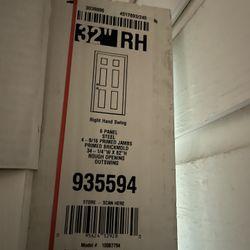 32" RH
Right Hand Swing
6 PANEL
STEEL
4 - 9/16 PRIMED JAMBS
PRIMED BRICKMOLD
34 - 1/4"W X 82"H
ROUGH OPENING
OUTSWING
935594
STORE - SCAN HERE